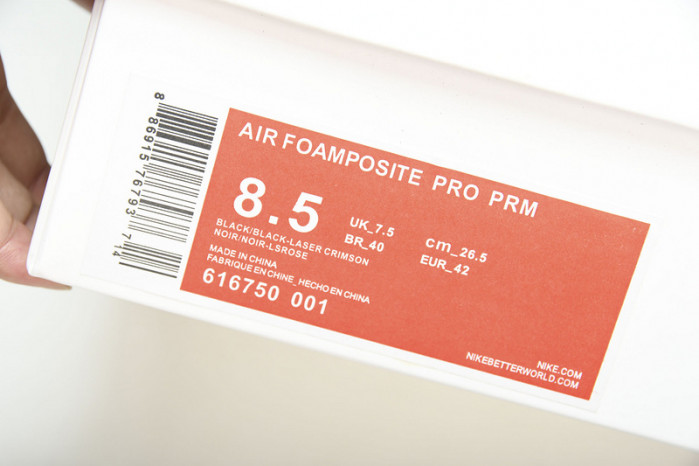 AIR FOAMPOSITE PRO PRM
8.5
UK_7.5
cm_26.5
BR_40
EUR_42
BLACK/BLACK-LASER CRIMSON
NOIR/NOIR-LSROSE
MADE IN CHINA
FABRIQUE EN CHINE_HECHO EN CHINA
616750 001
NIKE.COM
NIKEBETTERWORLD.COM
8 86915 76793 7 14